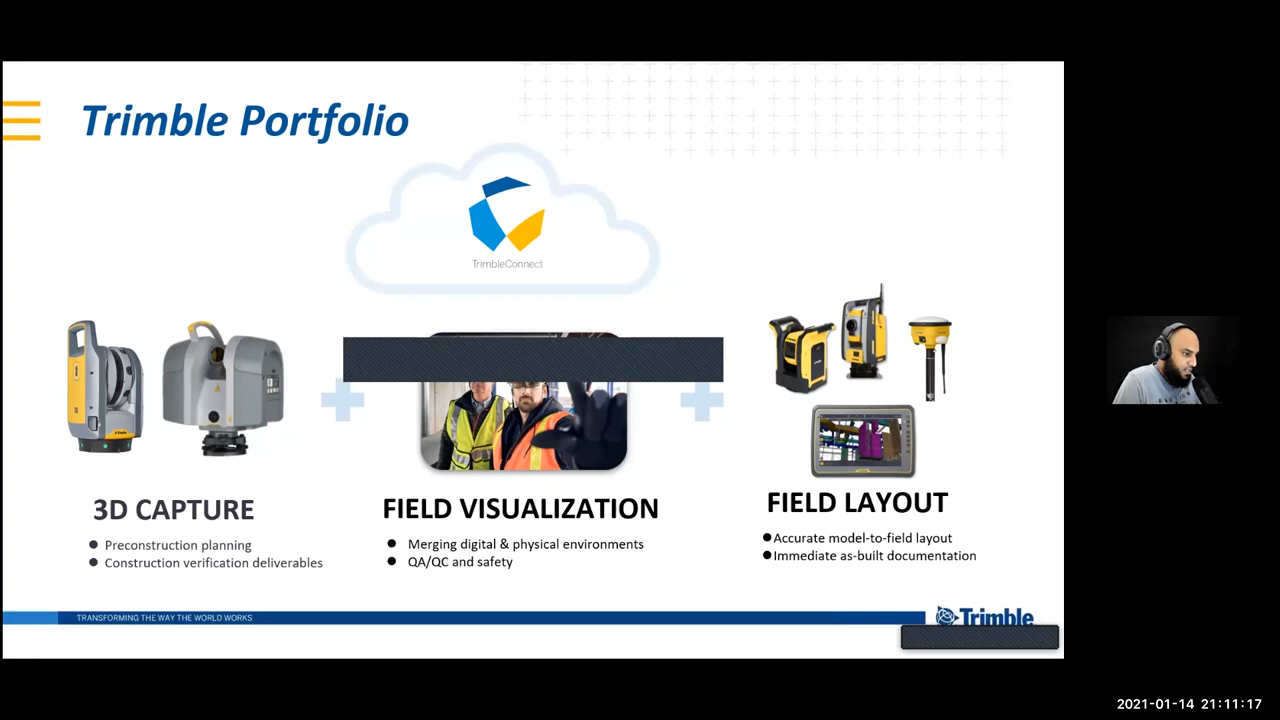 Trimble Portfolio
TrimbleConnect
3D CAPTURE
Preconstruction planning
Construction verification deliverables
FIELD VISUALIZATION
Merging digital & physical environments
QA/QC and safety
FIELD LAYOUT
Accurate model-to-field layout
Immediate as-built documentation
TRANSFORMING THE WAY THE WORLD WORKS
Trimble
2021-01-14 21:11:17